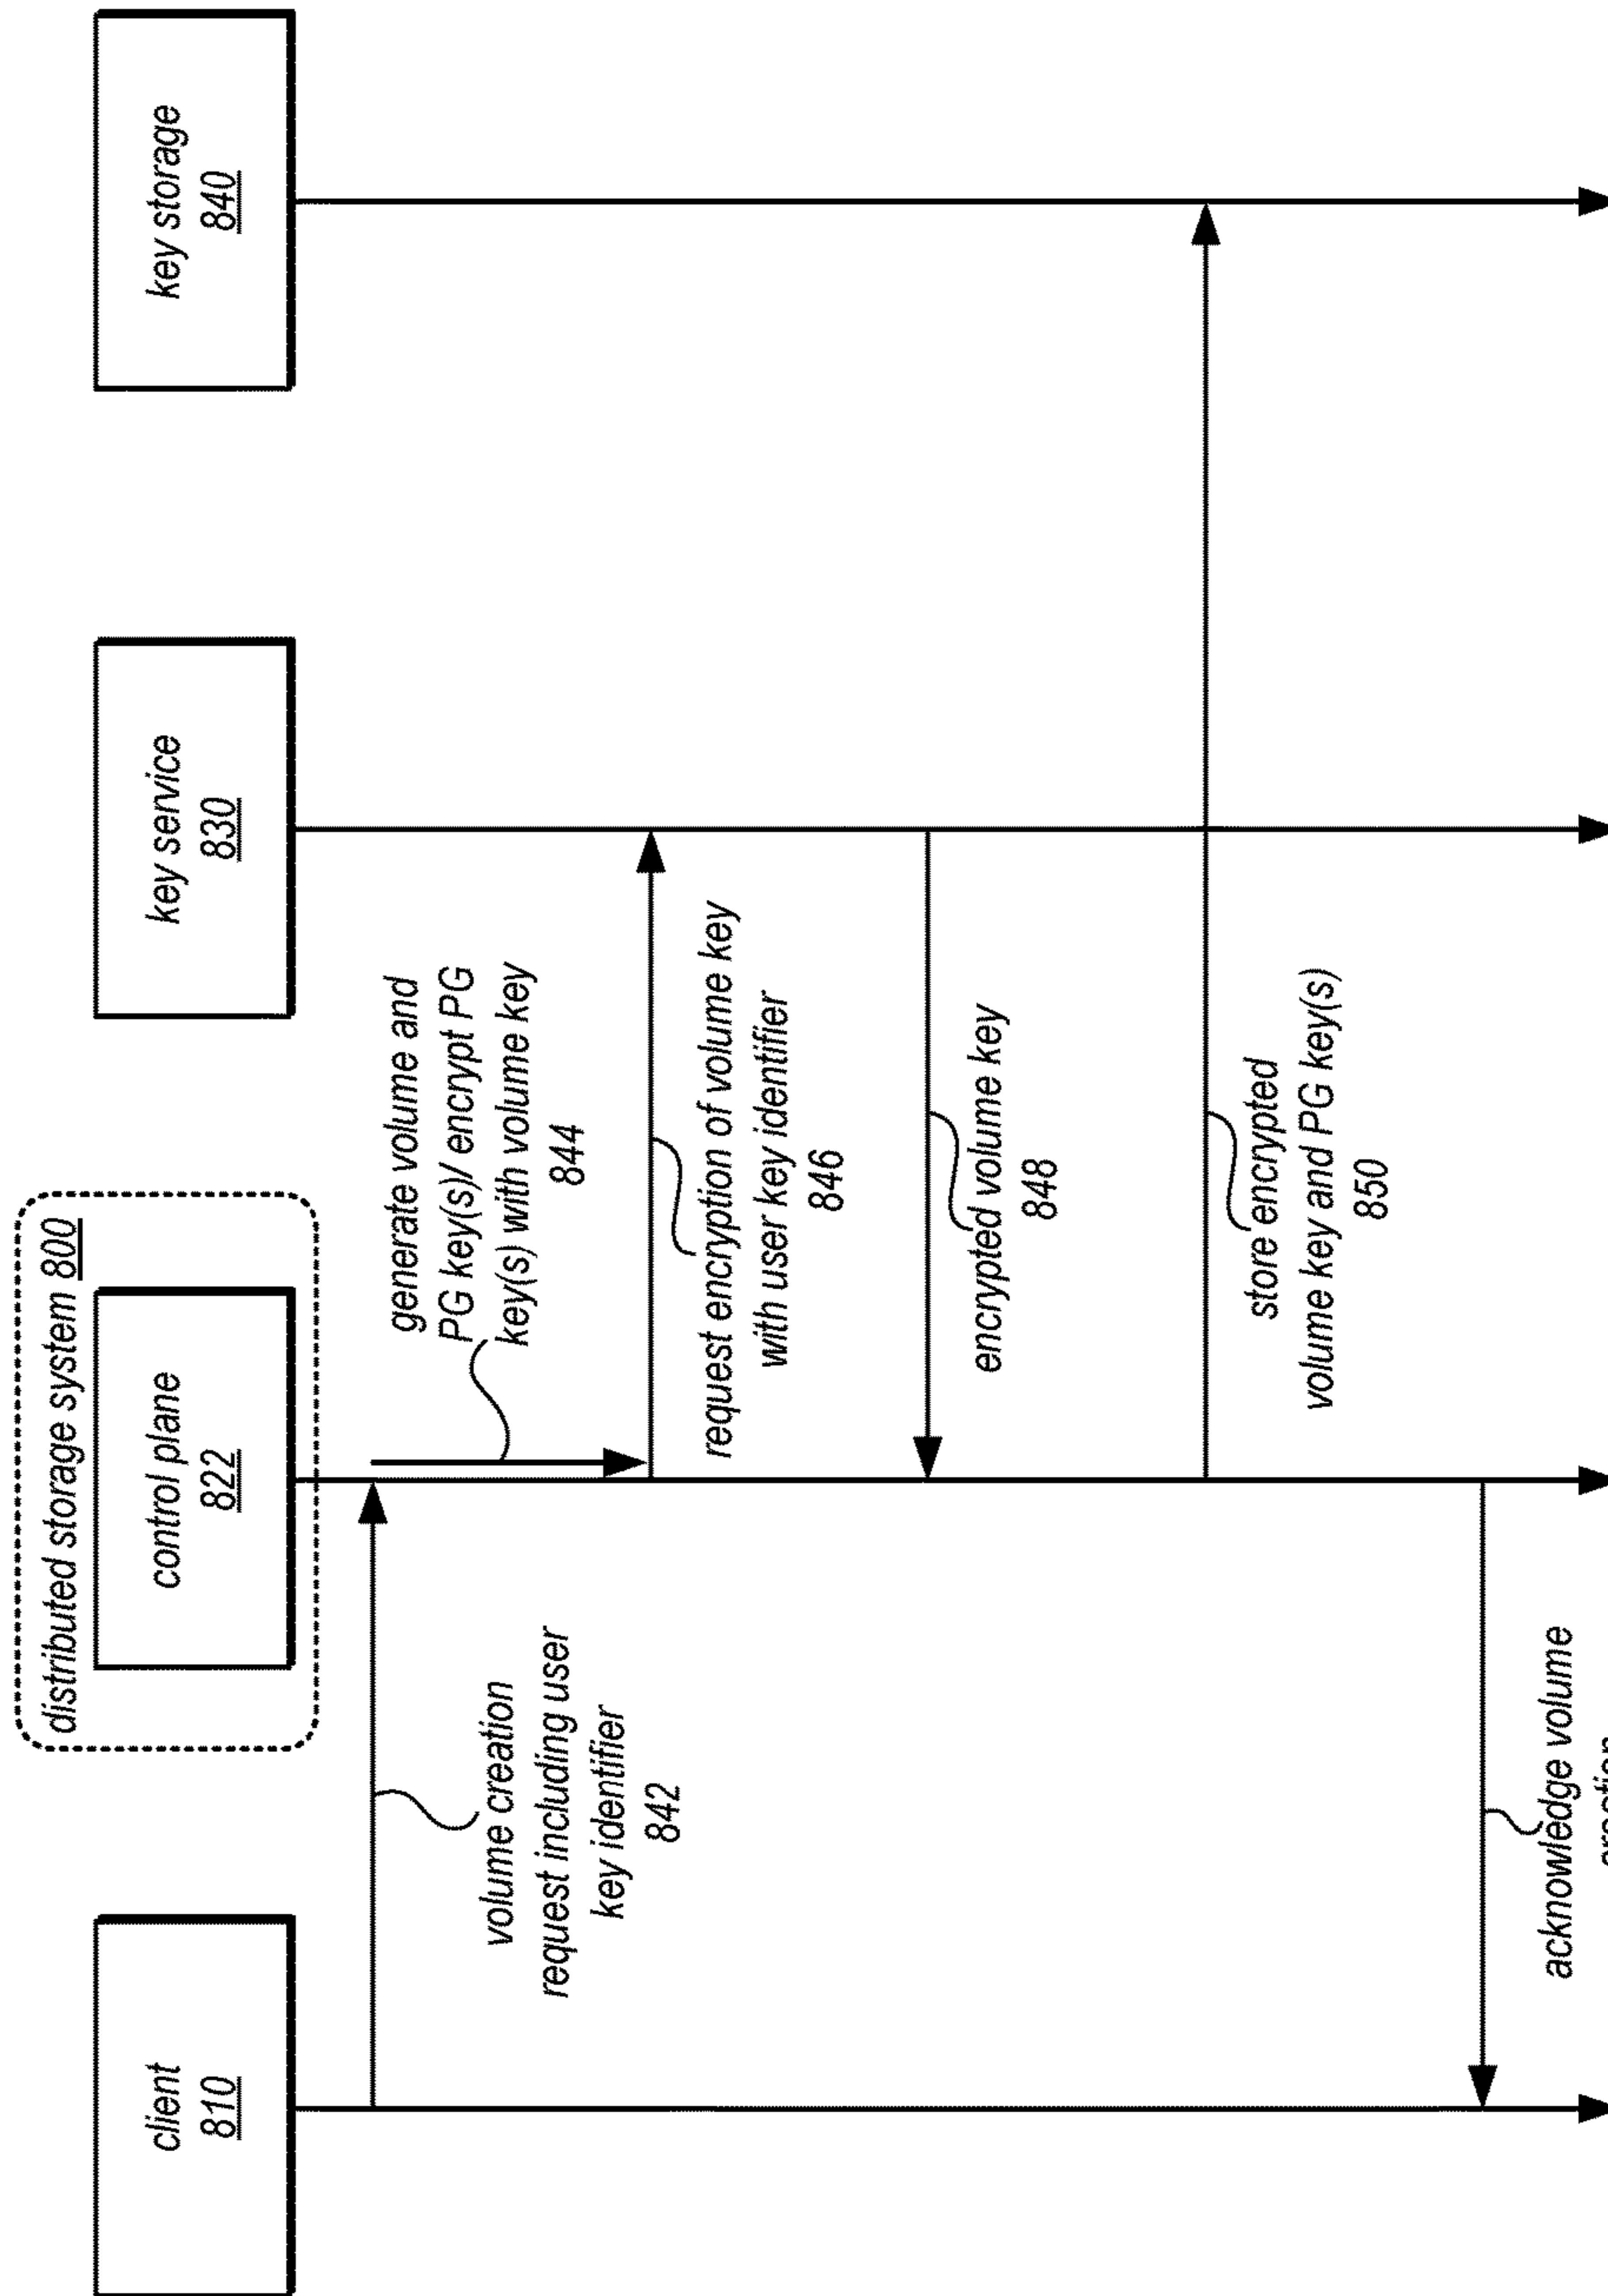 distributed storage system 800
client
810
control plane
822
key service
830
key storage
840
volume creation
request including user
key identifier
842
generate volume and
PG key(s)/ encrypt PG
key(s) with volume key
844
request encryption of volume key
with user key identifier
846
encrypted volume key
848
store encrypted
volume key and PG key(s)
850
acknowledge volume